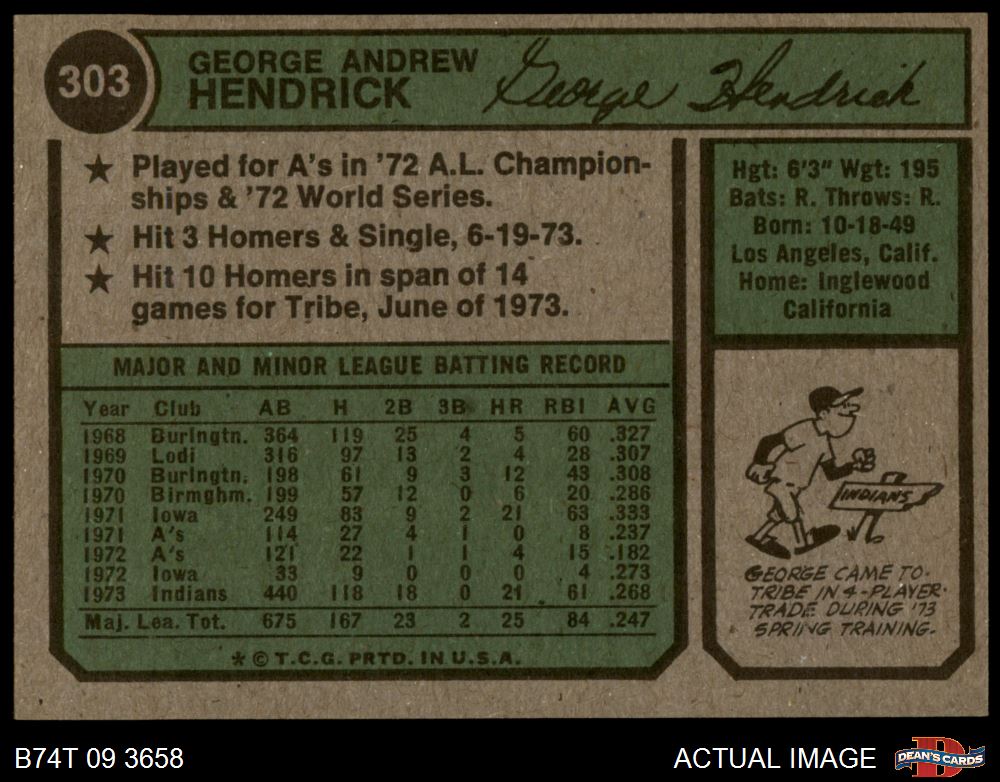 303
GEORGE ANDREW
HENDRICK
George Hendrick
★ Played for A's in '72 A.L. Champion-
ships & '72 World Series.
★ Hit 3 Homers & Single, 6-19-73.
★ Hit 10 Homers in span of 14
games for Tribe, June of 1973.
Hgt: 6'3" Wgt: 195
Bats: R. Throws: R.
Born: 10-18-49
Los Angeles, Calif.
Home: Inglewood
California
MAJOR AND MINOR LEAGUE BATTING RECORD
Year Club AB H 2B 3B HR RBI AVG
1968 Burlngtn. 364 119 25 4 5 60 .327
1969 Lodi 316 97 13 2 4 28 .307
1970 Burlngtn. 198 61 9 3 12 43 .308
1970 Birmghm. 199 57 12 0 6 20 .286
1971 Iowa 249 83 9 2 21 63 .333
1971 A's 114 27 4 1 0 8 .237
1972 A's 121 22 1 1 4 15 .182
1972 Iowa 33 9 0 0 0 4 .273
1973 Indians 440 118 18 0 21 61 .268
Maj. Lea. Tot. 675 167 23 2 25 84 .247
* © T.C.G. PRTD. IN U.S.A.
INDIANS
GEORGE CAME TO
TRIBE IN 4-PLAYER
TRADE DURING '73
SPRING TRAINING.
B74T 09 3658
ACTUAL IMAGE
D
DEAN'S CARDS